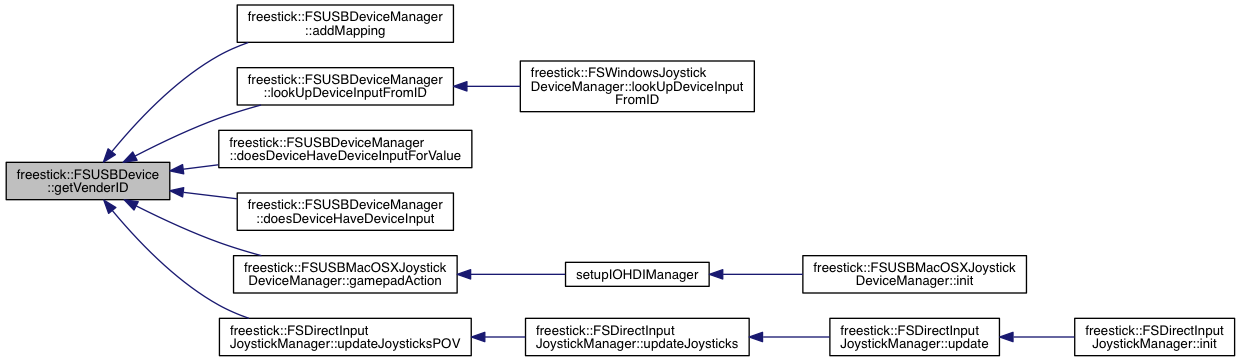 freestick::FSUSBDeviceManager
::addMapping
freestick::FSUSBDeviceManager
::lookUpDeviceInputFromID
freestick::FSWindowsJoystick
DeviceManager::lookUpDeviceInput
FromID
freestick::FSUSBDeviceManager
::doesDeviceHaveDeviceInputForValue
freestick::FSUSBDevice
::getVenderID
freestick::FSUSBDeviceManager
::doesDeviceHaveDeviceInput
freestick::FSUSBMacOSXJoystick
DeviceManager::gamepadAction
setupIOHDIManager
freestick::FSUSBMacOSXJoystick
DeviceManager::init
freestick::FSDirectInput
JoystickManager::updateJoysticksPOV
freestick::FSDirectInput
JoystickManager::updateJoysticks
freestick::FSDirectInput
JoystickManager::update
freestick::FSDirectInput
JoystickManager::init